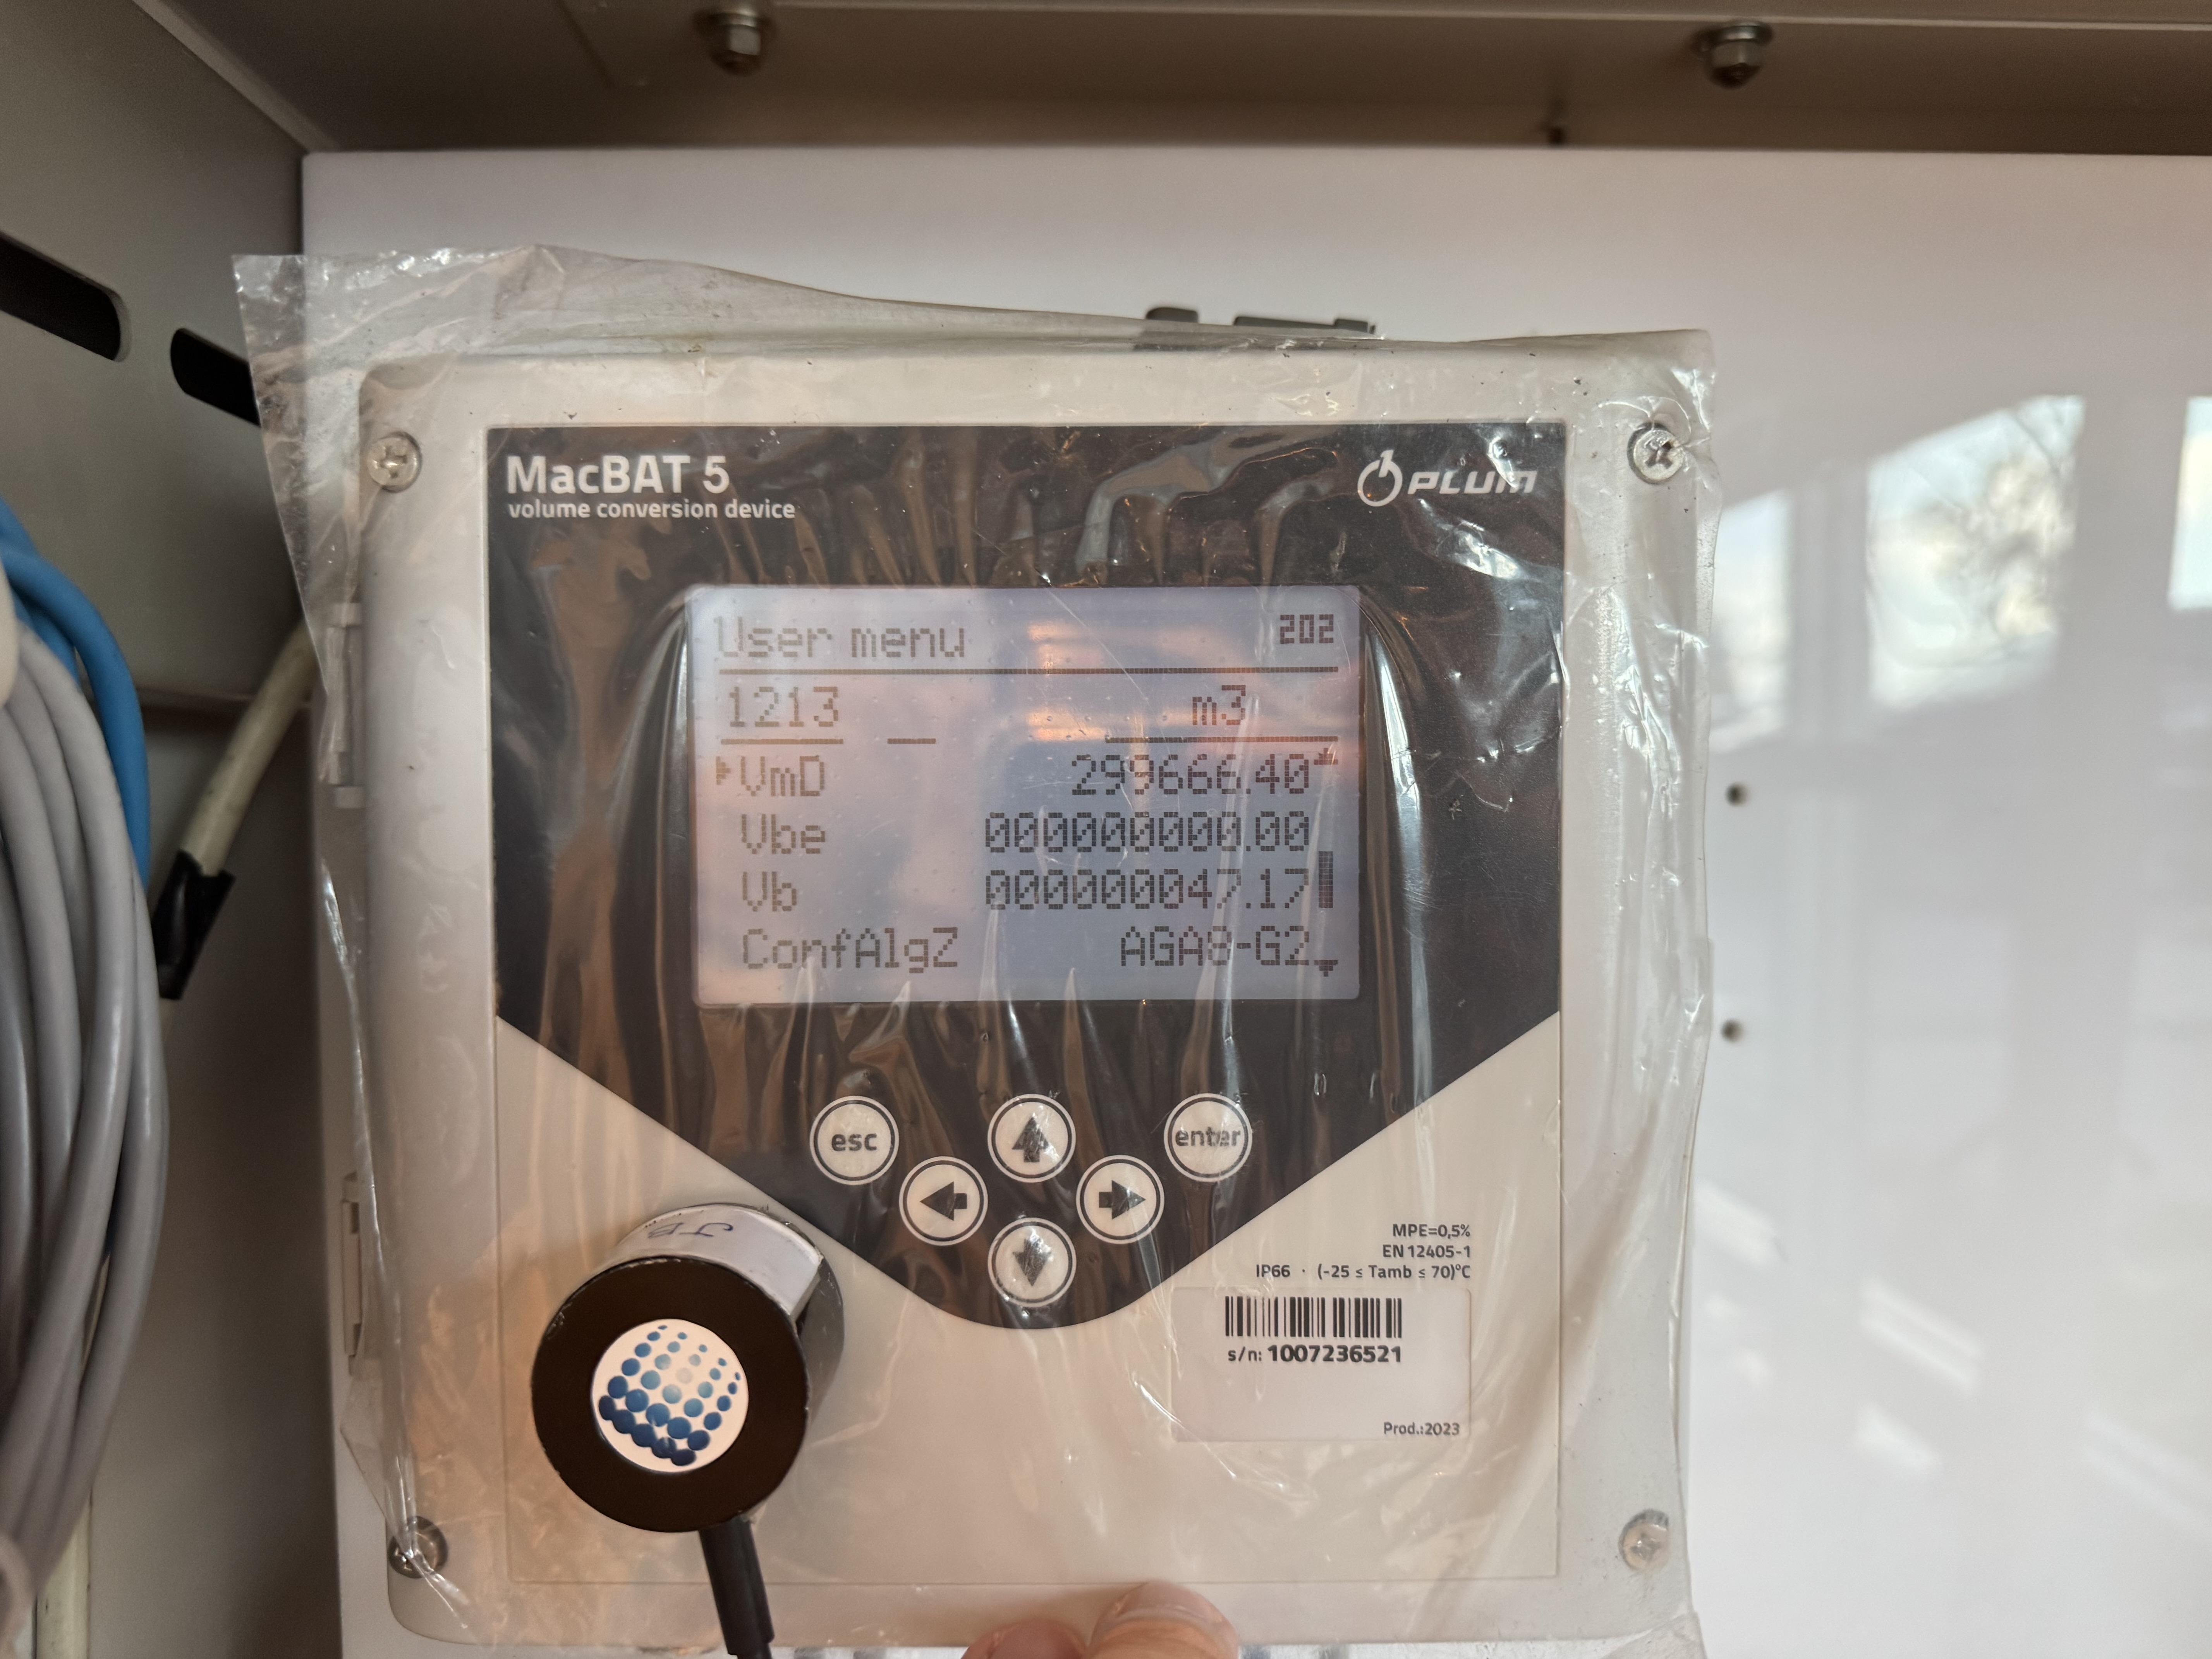 MacBAT 5
volume conversion device
PLUM
User menu 202
1213 m3
VmD 299666.40
Vbe 000000000.00
Vb 000000047.17
ConfAlgZ AGA8-G2
esc
enter
MPE=0,5%
EN 12405-1
IP66 · (-25 ≤ Tamb ≤ 70)°C
s/n: 1007236521
Prod.:2023
JB